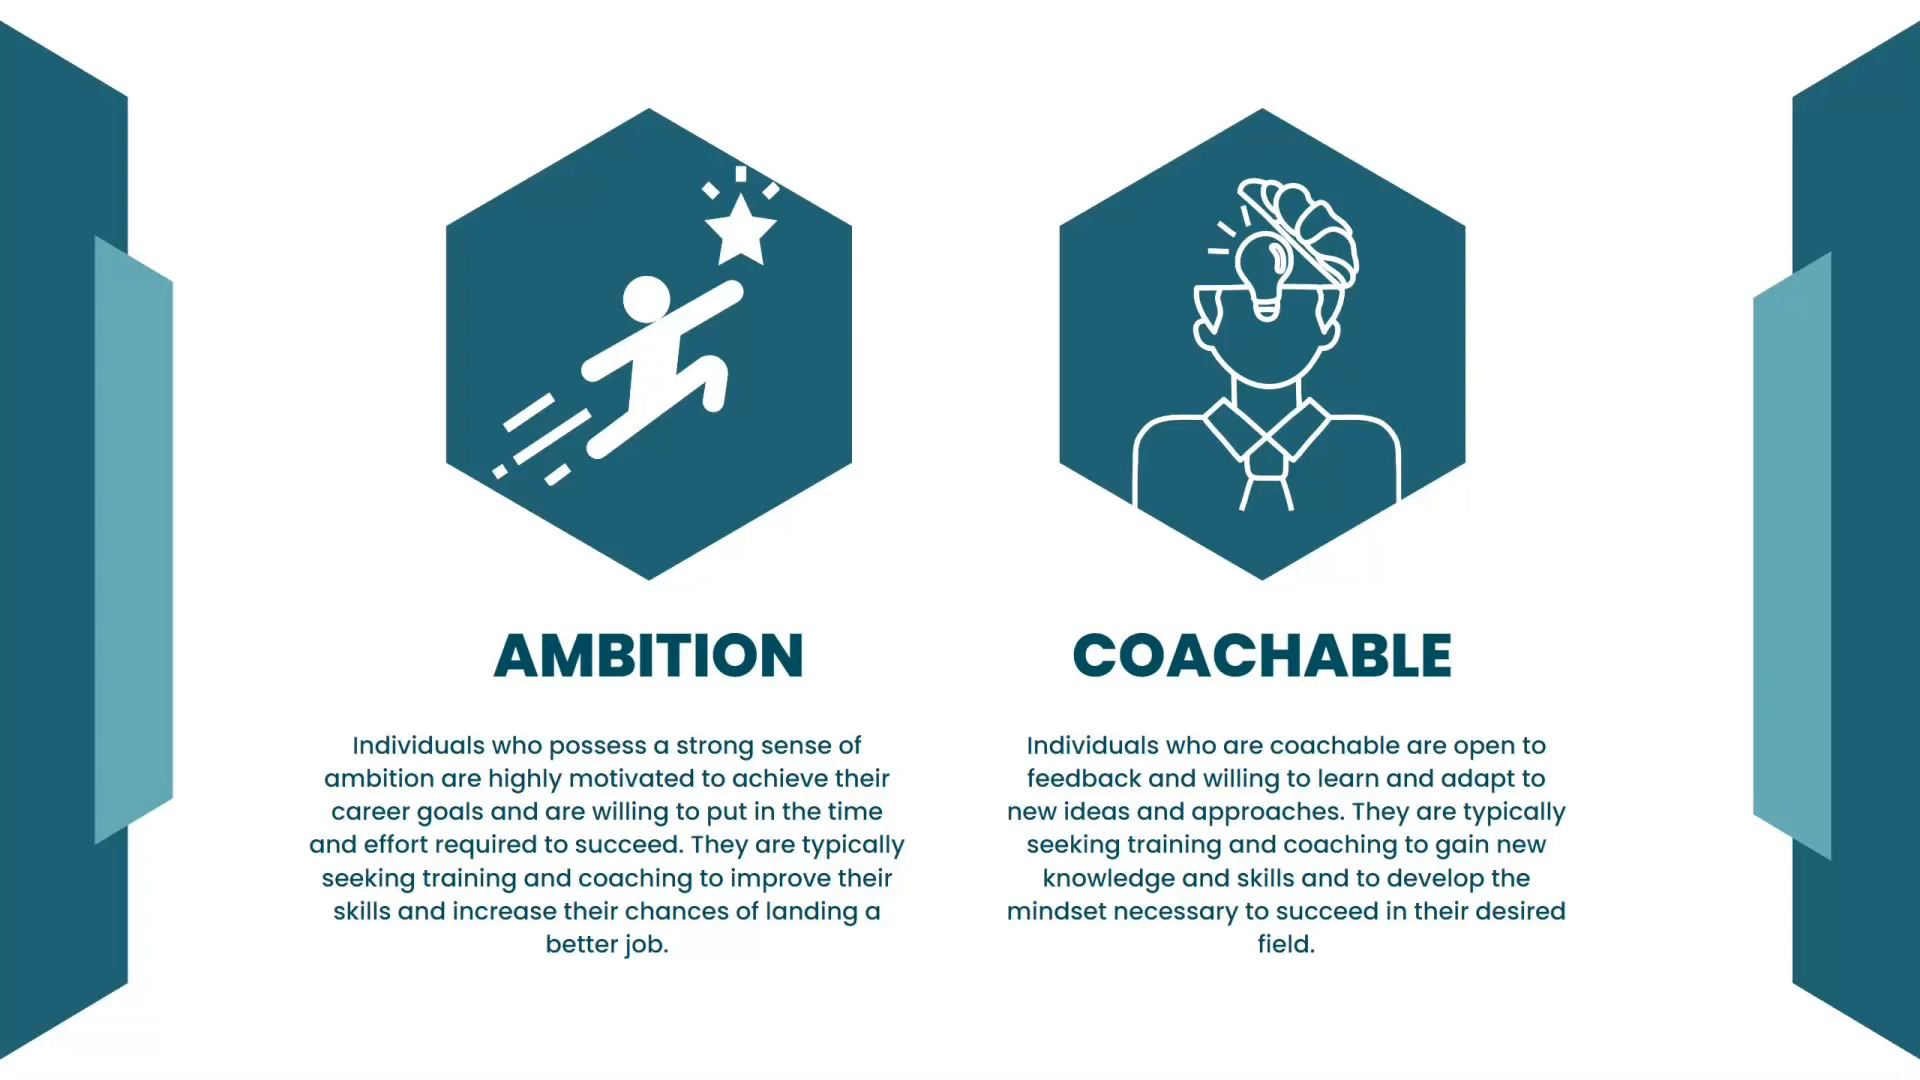 AMBITION
Individuals who possess a strong sense of
ambition are highly motivated to achieve their
career goals and are willing to put in the time
and effort required to succeed. They are typically
seeking training and coaching to improve their
skills and increase their chances of landing a
better job.
COACHABLE
Individuals who are coachable are open to
feedback and willing to learn and adapt to
new ideas and approaches. They are typically
seeking training and coaching to gain new
knowledge and skills and to develop the
mindset necessary to succeed in their desired
field.